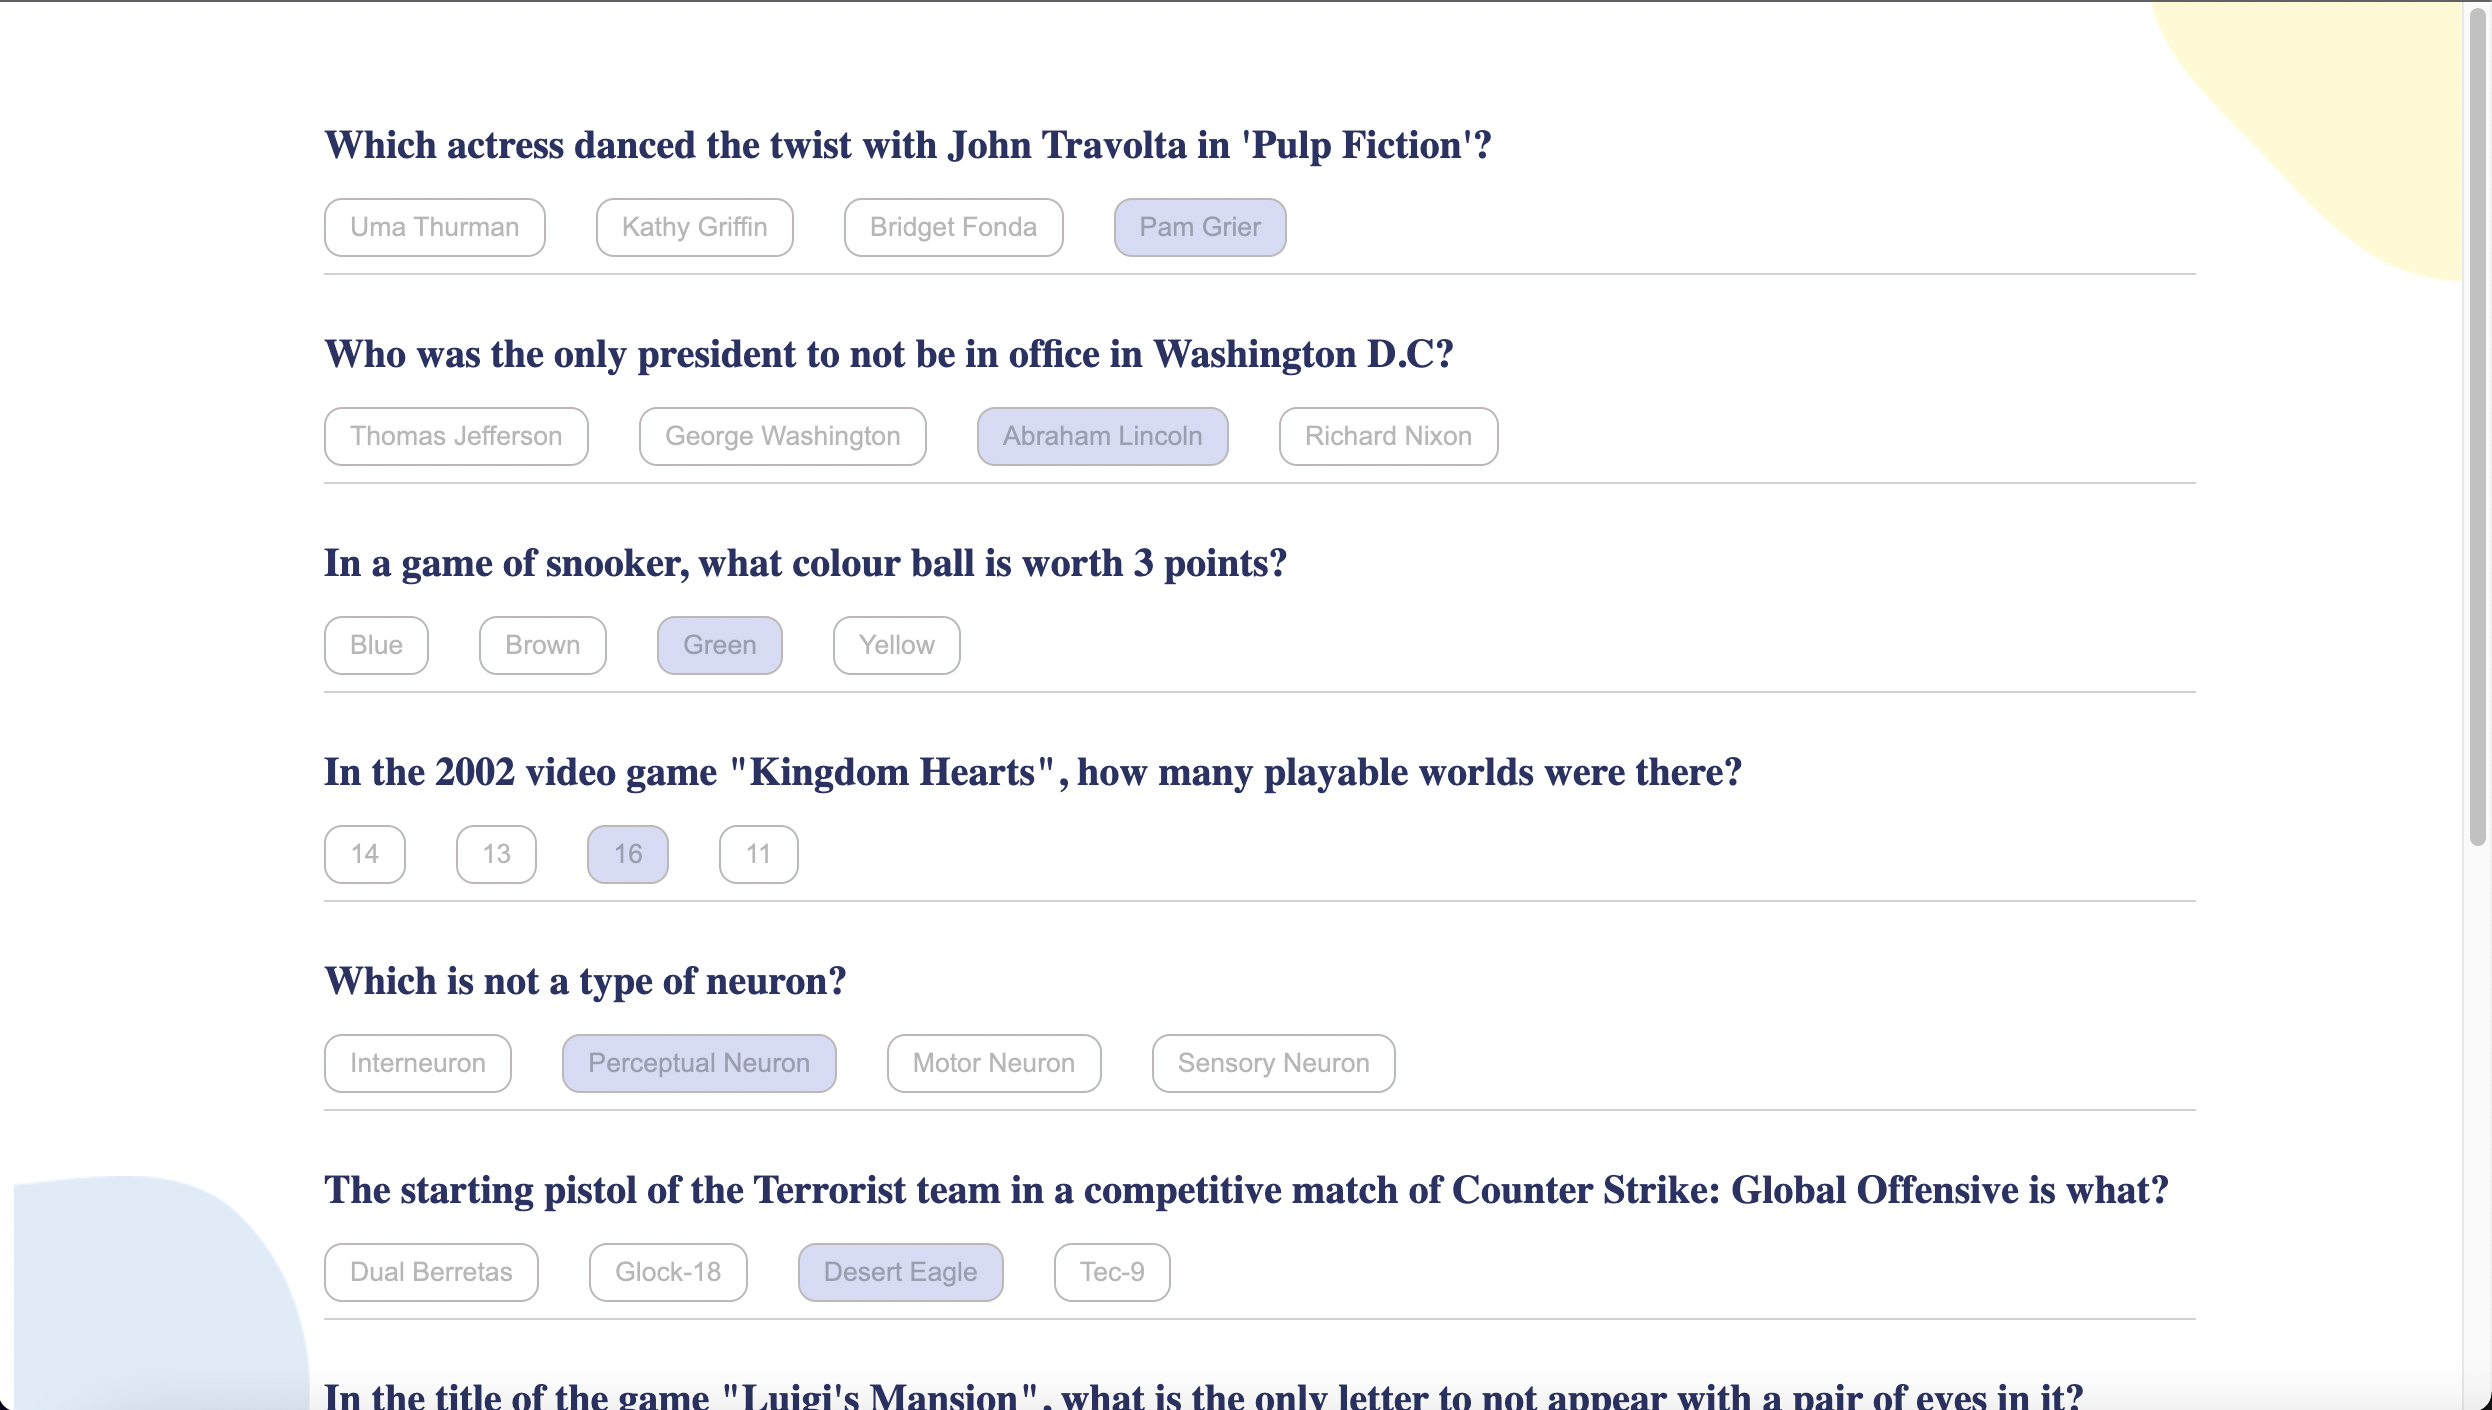 Which actress danced the twist with John Travolta in 'Pulp Fiction'?
Uma Thurman Kathy Griffin Bridget Fonda Pam Grier
Who was the only president to not be in office in Washington D.C?
Thomas Jefferson George Washington Abraham Lincoln Richard Nixon
In a game of snooker, what colour ball is worth 3 points?
Blue Brown Green Yellow
In the 2002 video game "Kingdom Hearts", how many playable worlds were there?
14 13 16 11
Which is not a type of neuron?
Interneuron Perceptual Neuron Motor Neuron Sensory Neuron
The starting pistol of the Terrorist team in a competitive match of Counter Strike: Global Offensive is what?
Dual Berretas Glock-18 Desert Eagle Tec-9
In the title of the game "Luigi's Mansion", what is the only letter to not appear with a pair of eyes in it?